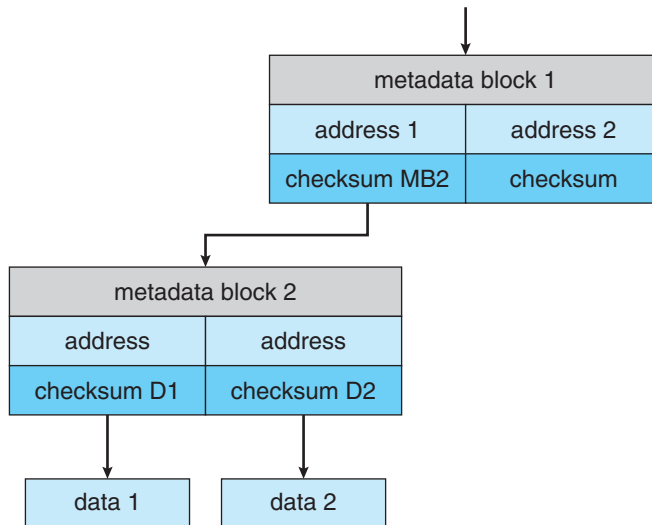 metadata block 1
address 1 address 2
checksum MB2 checksum
metadata block 2
address address
checksum D1 checksum D2
data 1 data 2